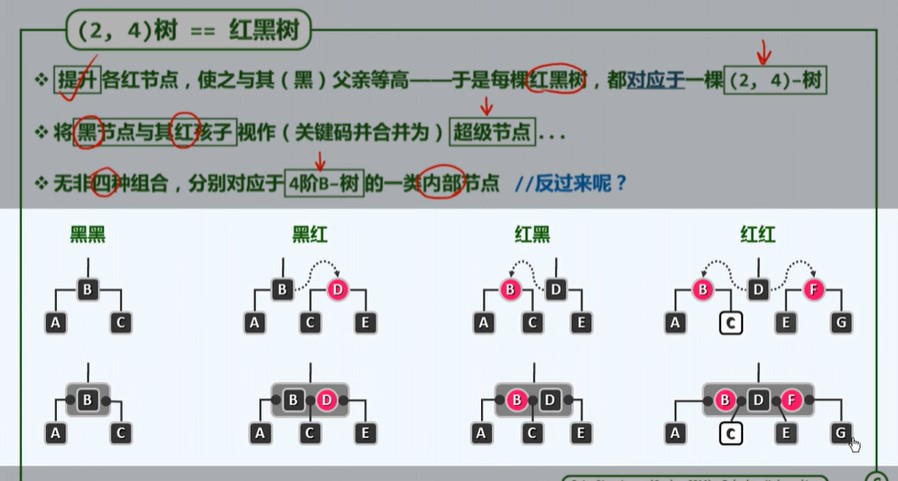 (2, 4)树 == 红黑树
❖ 提升各红节点，使之与其（黑）父亲等高——于是每棵红黑树，都对应于一棵(2, 4)-树
❖ 将黑节点与其红孩子视作（关键码并合并为）超级节点...
❖ 无非四种组合，分别对应于4阶B-树的一类内部节点 //反过来呢？
黑黑 黑红 红黑 红红
B B D B D B D F
A C A C E A C E A C E G
B B D B D B D F
A C A C E A C E A C E G